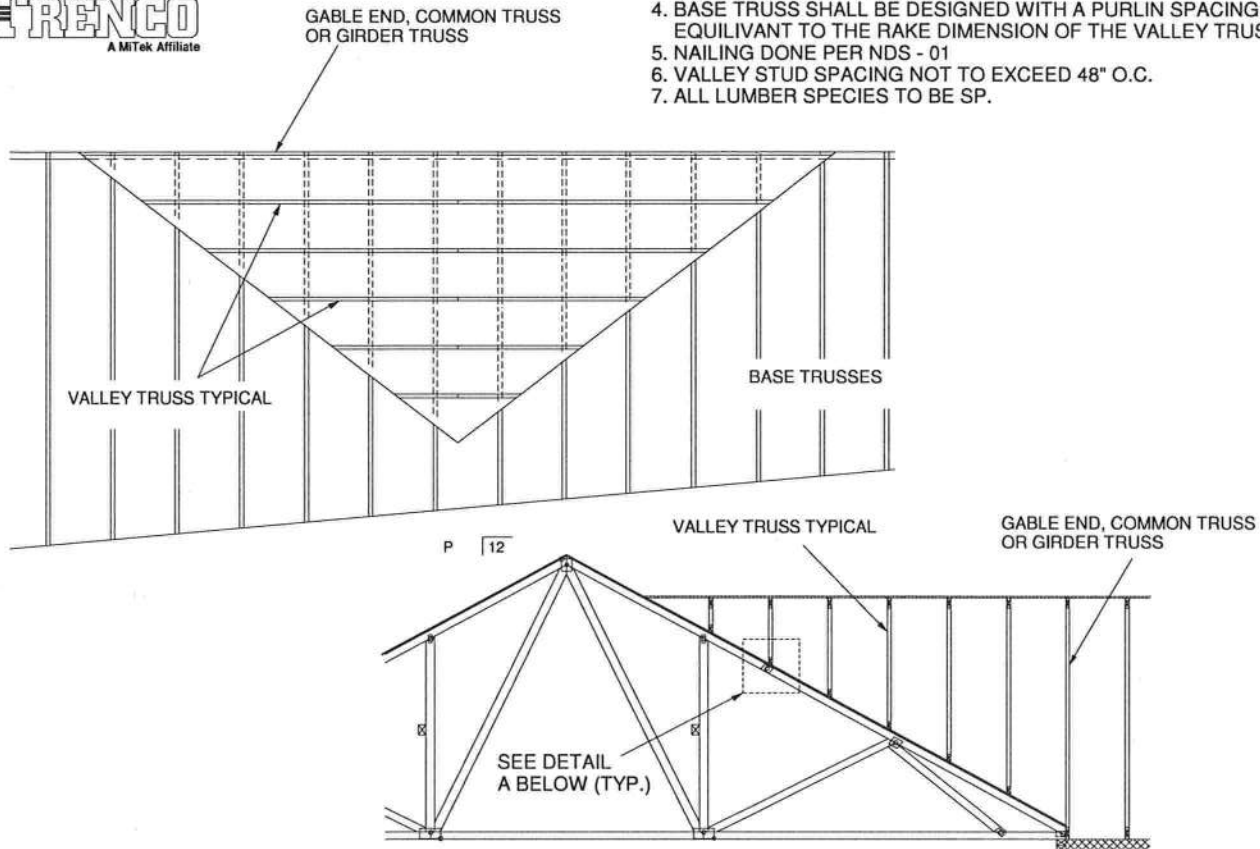 TRENCO
A MiTek Affiliate
GABLE END, COMMON TRUSS
OR GIRDER TRUSS
4. BASE TRUSS SHALL BE DESIGNED WITH A PURLIN SPACING
EQUILIVANT TO THE RAKE DIMENSION OF THE VALLEY TRUS
5. NAILING DONE PER NDS - 01
6. VALLEY STUD SPACING NOT TO EXCEED 48" O.C.
7. ALL LUMBER SPECIES TO BE SP.
VALLEY TRUSS TYPICAL
BASE TRUSSES
P 12
VALLEY TRUSS TYPICAL
GABLE END, COMMON TRUSS
OR GIRDER TRUSS
SEE DETAIL
A BELOW (TYP.)